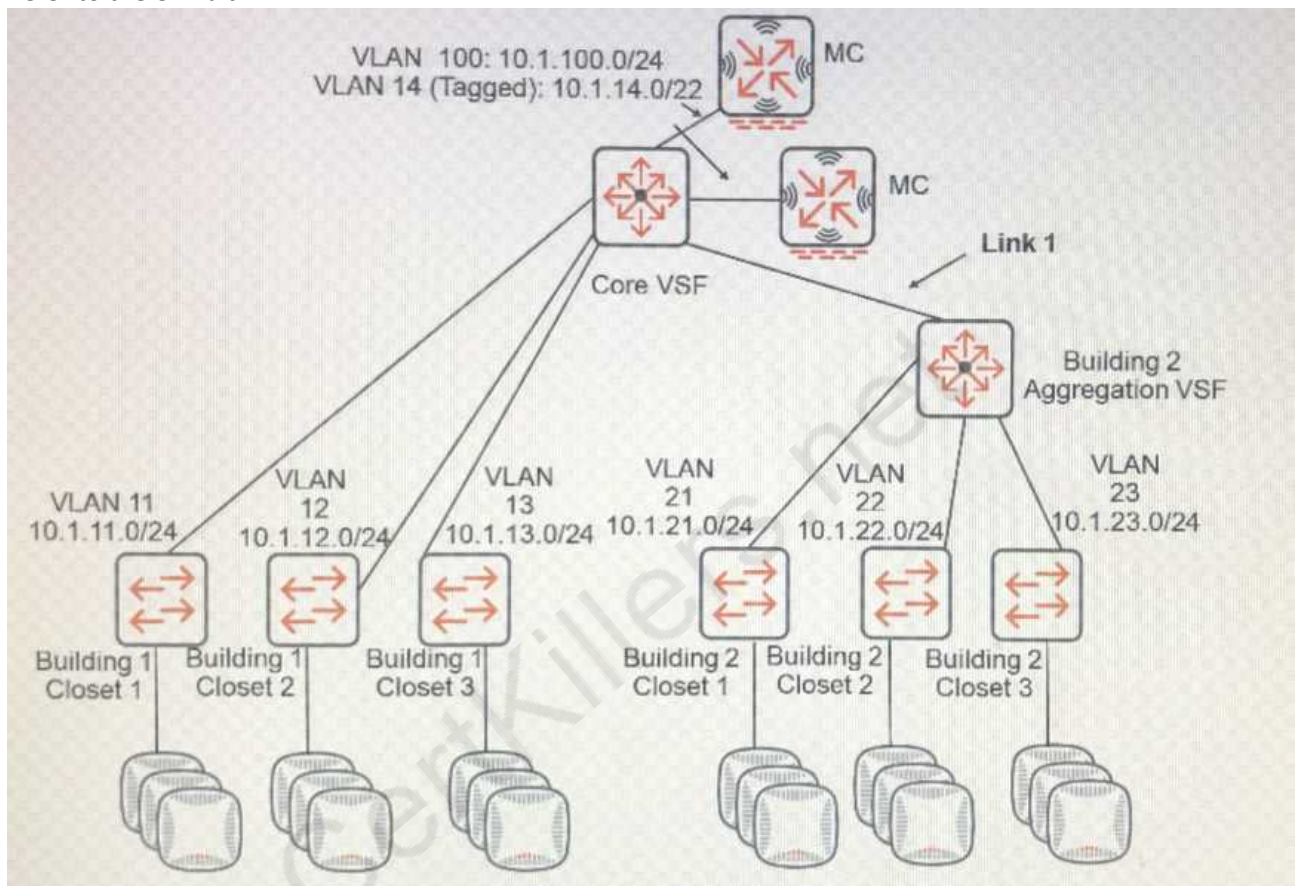 VLAN 100: 10.1.100.0/24
VLAN 14 (Tagged): 10.1.14.0/22
MC
MC
Link 1
Core VSF
Building 2
Aggregation VSF
VLAN 11
10.1.11.0/24
VLAN
12
10.1.12.0/24
VLAN
13
10.1.13.0/24
VLAN
21
10.1.21.0/24
VLAN
22
10.1.22.0/24
VLAN
23
10.1.23.0/24
Building 1
Closet 1
Building 1
Closet 2
Building 1
Closet 3
Building 2
Closet 1
Building 2
Closet 2
Building 2
Closet 3
©CertKillers.net